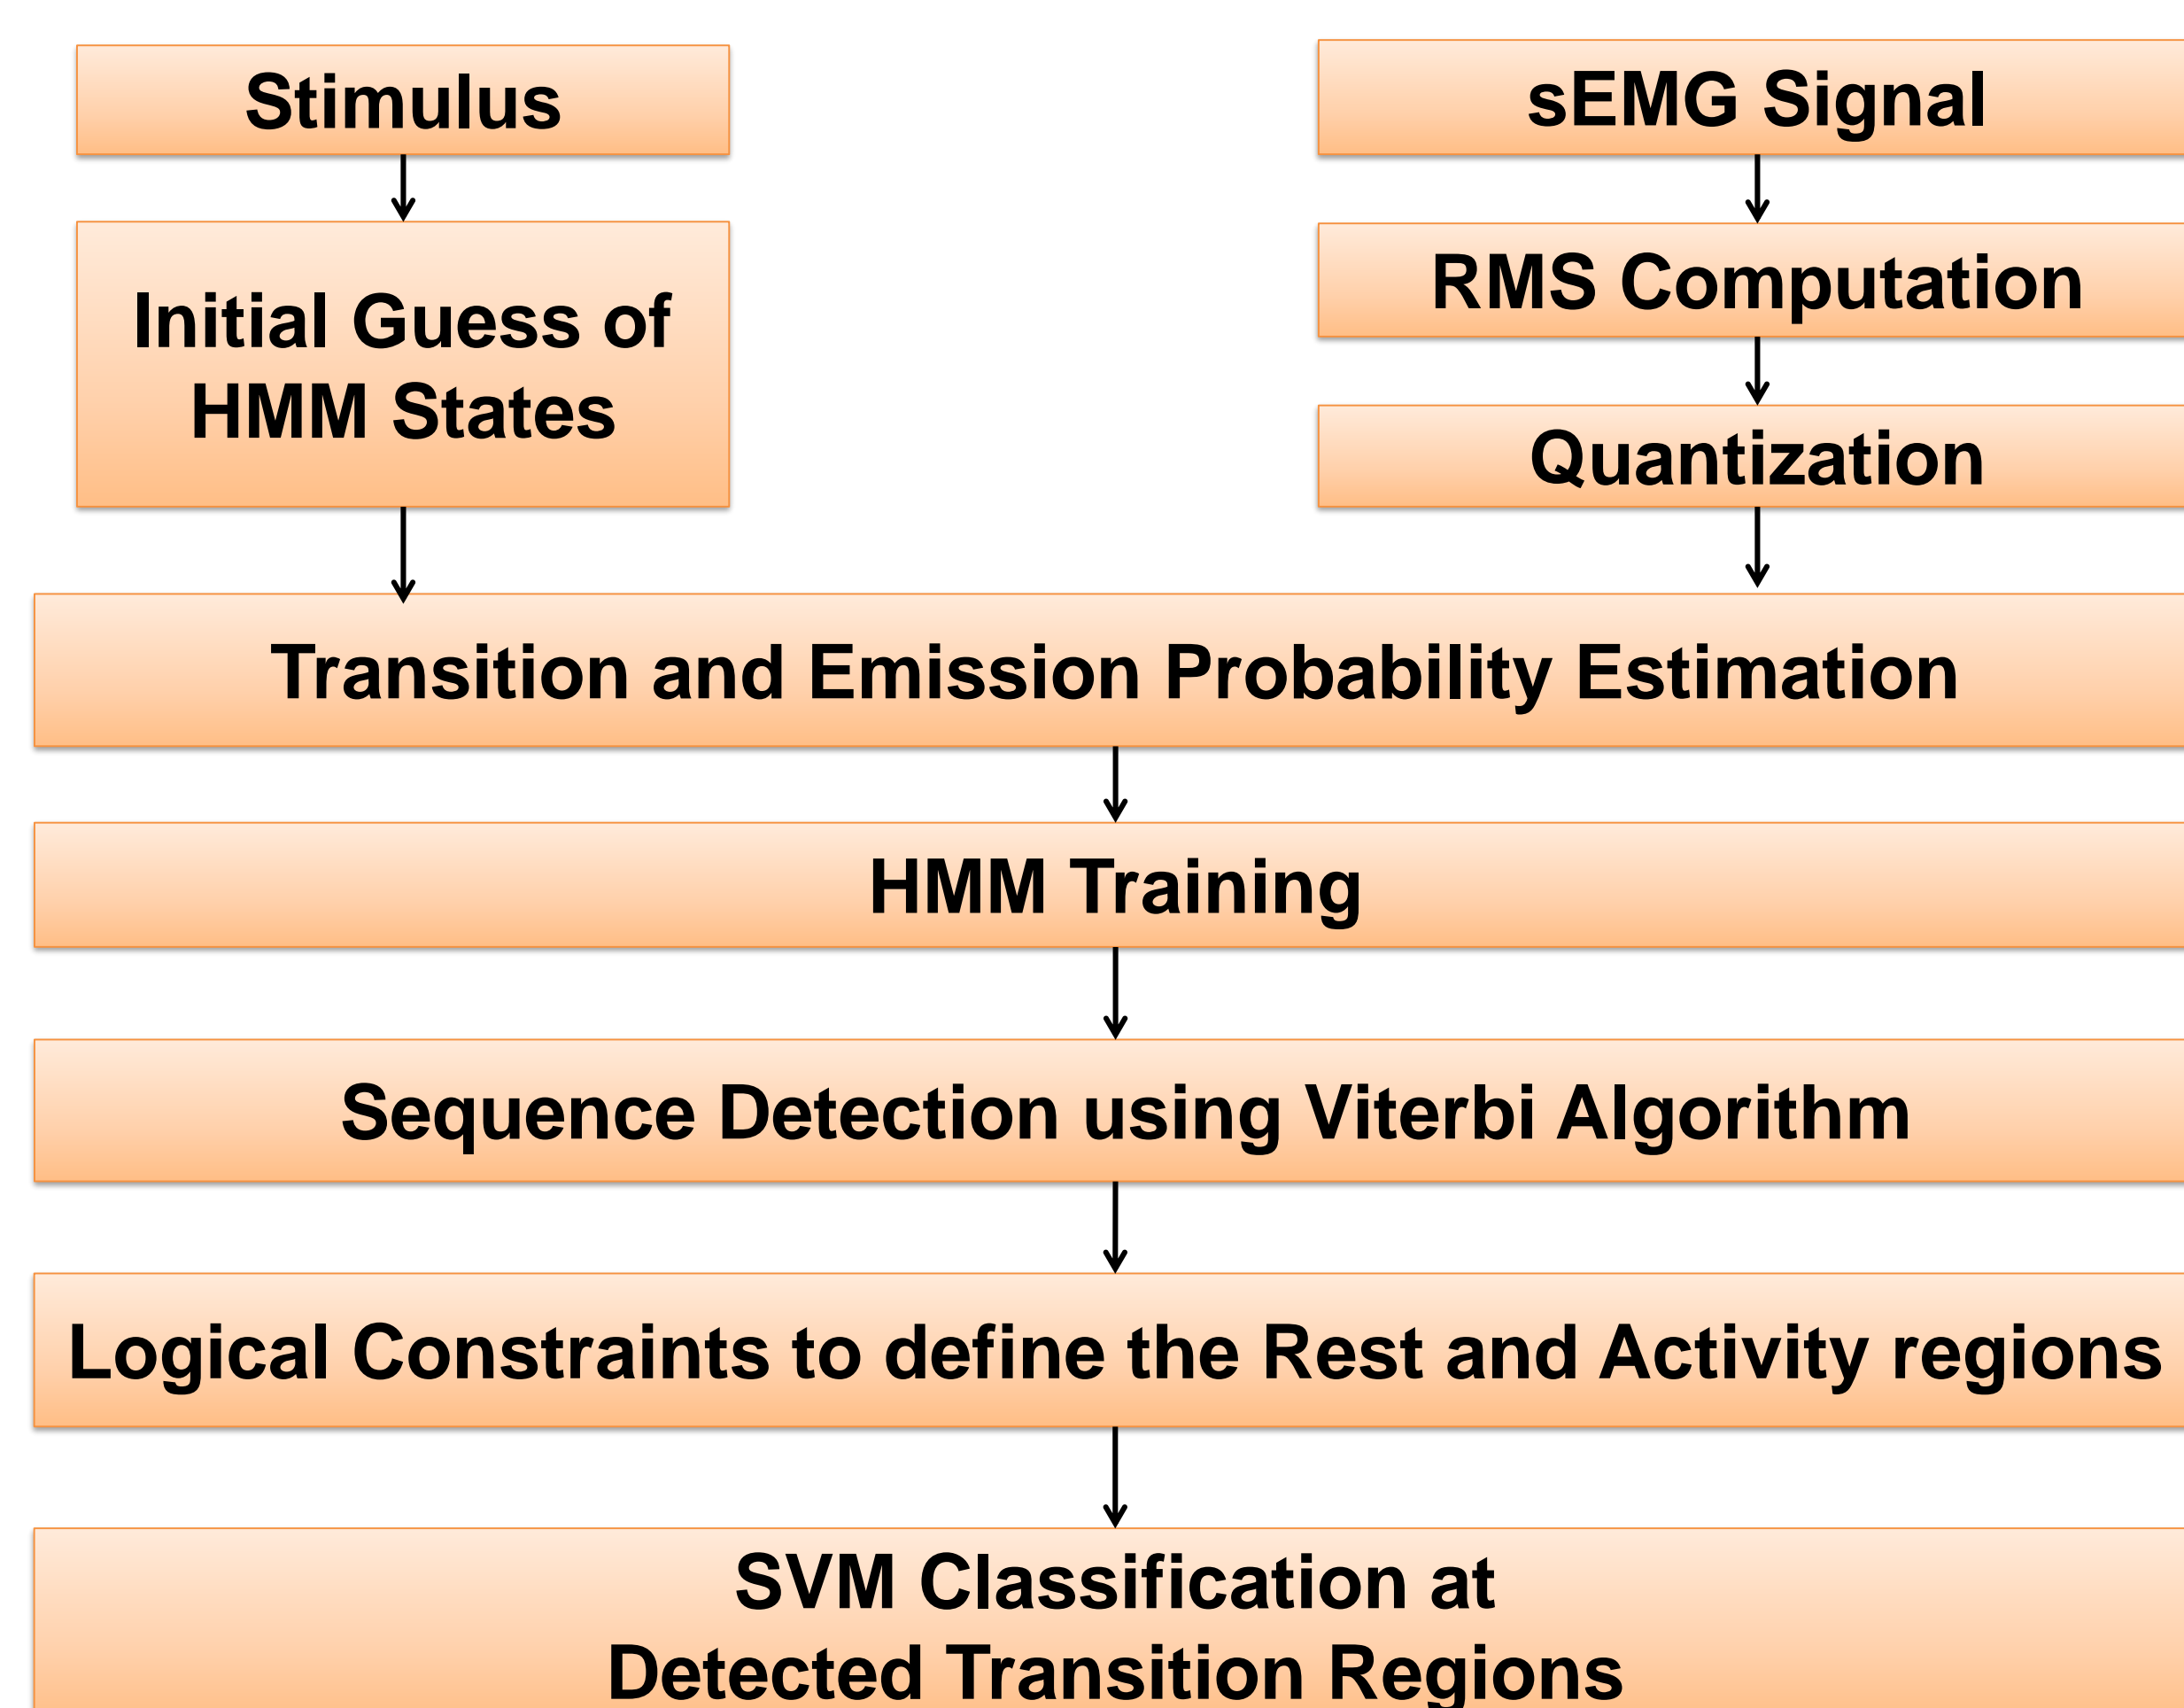 Stimulus
sEMG Signal
Initial Guess of
HMM States
RMS Computation
Quantization
Transition and Emission Probability Estimation
HMM Training
Sequence Detection using Viterbi Algorithm
Logical Constraints to define the Rest and Activity regions
SVM Classification at
Detected Transition Regions